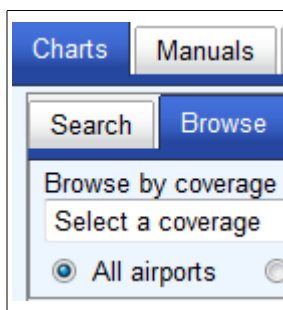 Charts Manuals
Search Browse
Browse by coverage
Select a coverage
All airports